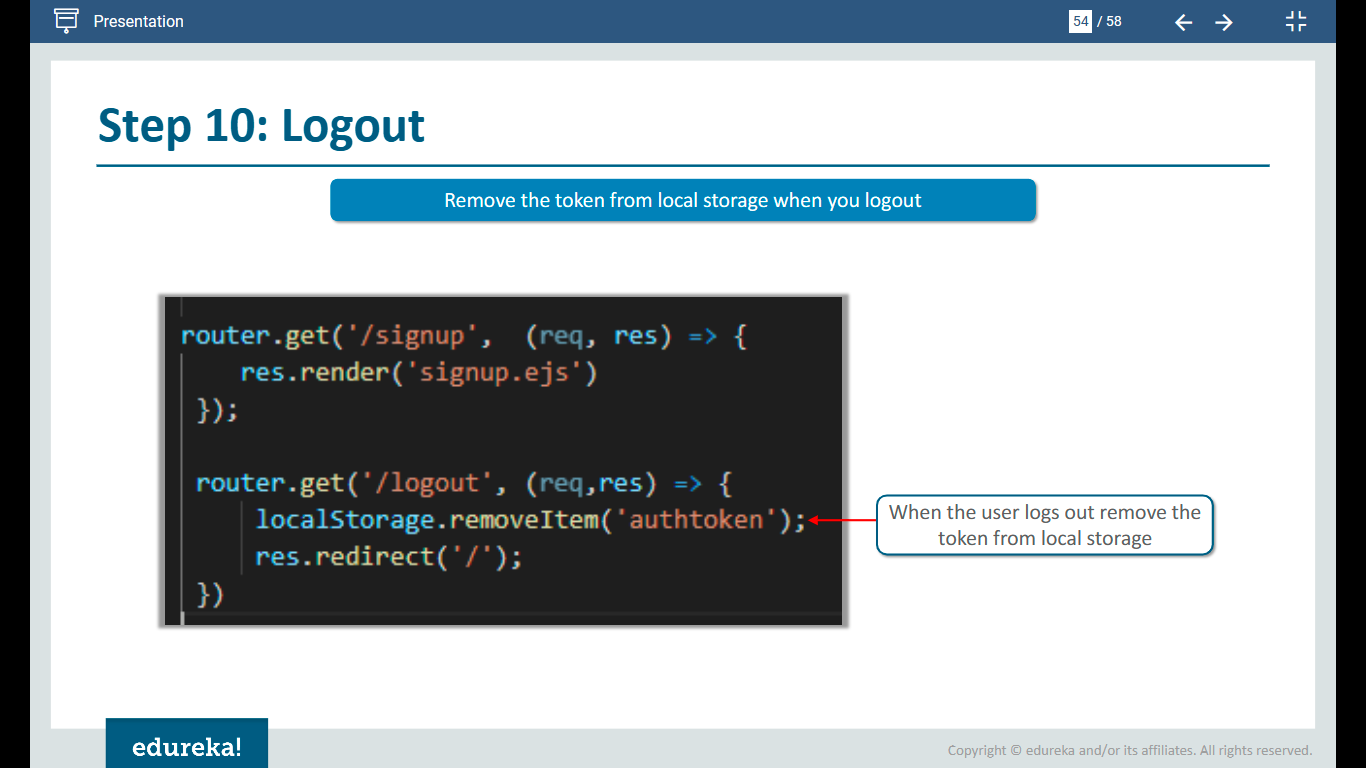 Presentation
54 / 58
Step 10: Logout
Remove the token from local storage when you logout
router.get('/signup',  (req, res) => {
    res.render('signup.ejs')
});
router.get('/logout', (req,res) => {
    localStorage.removeItem('authtoken');
    res.redirect('/');
})
When the user logs out remove the
token from local storage
edureka!
Copyright © edureka and/or its affiliates. All rights reserved.